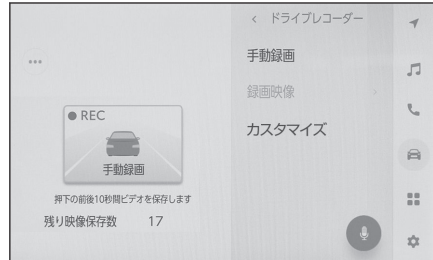 < ドライブレコーダー
手動録画
録画映像
カスタマイズ
● REC
手動録画
押下の前後10秒間ビデオを保存します
残り映像保存数 17